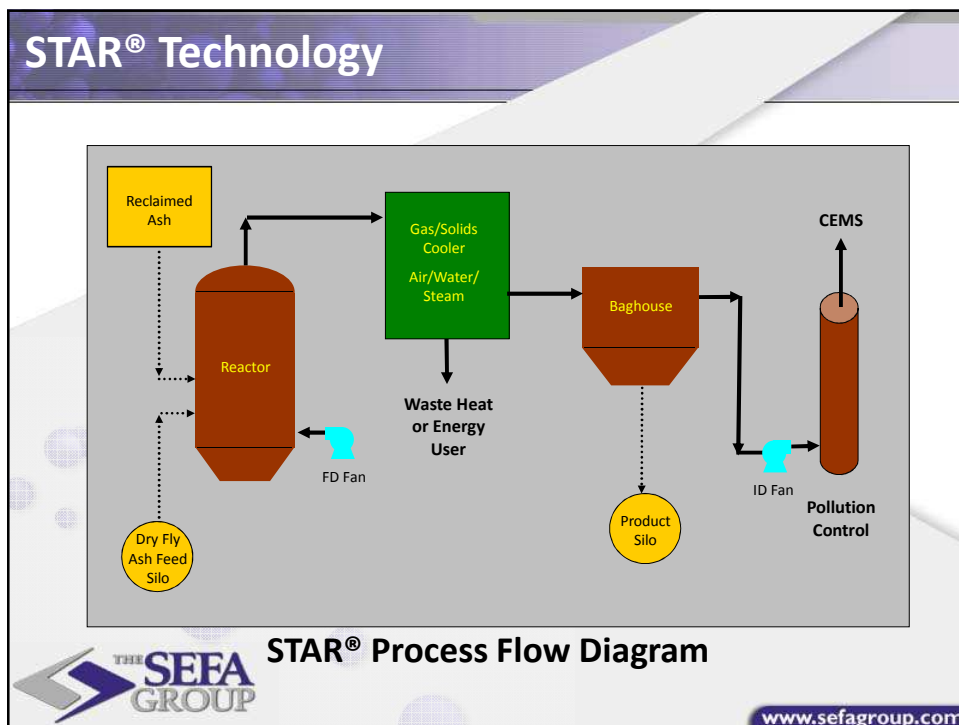 STAR® Technology
Reclaimed
Ash
Gas/Solids
Cooler
Air/Water/
Steam
CEMS
Baghouse
Reactor
Waste Heat
or Energy
User
FD Fan
ID Fan
Pollution
Control
Product
Silo
Dry Fly
Ash Feed
Silo
STAR® Process Flow Diagram
THE SEFA
GROUP
www.sefagroup.com